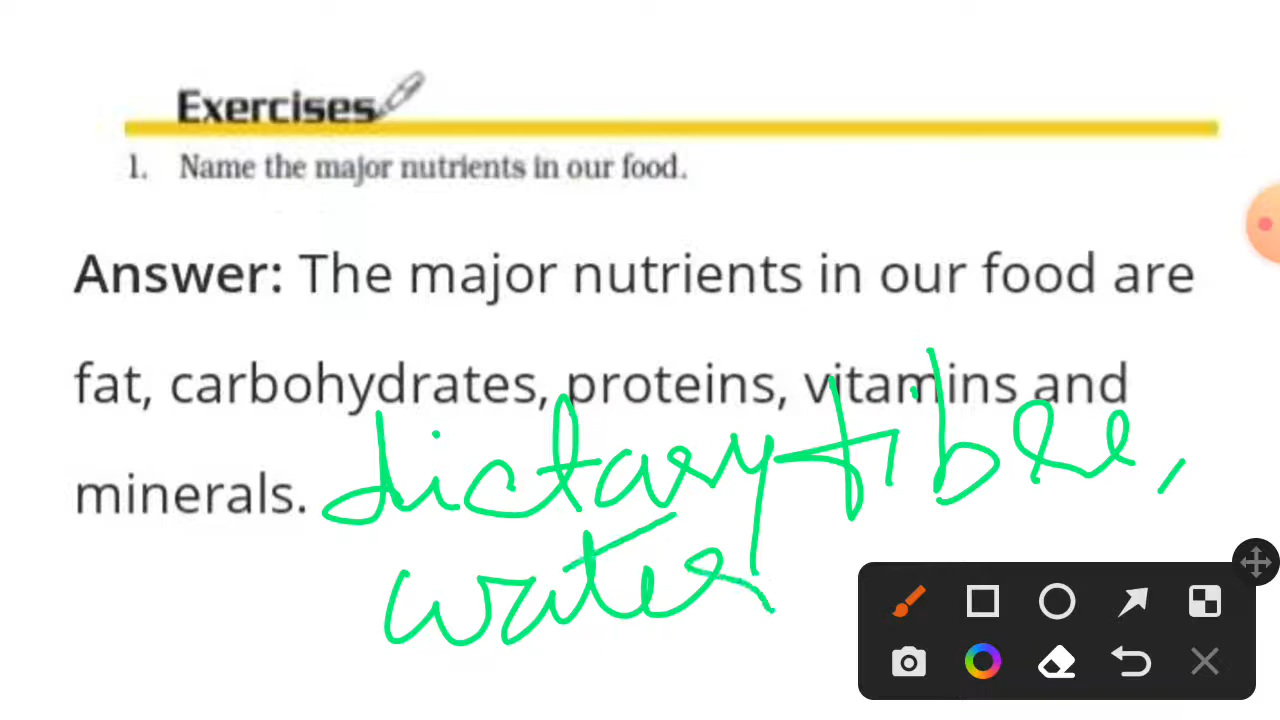 Exercises
1. Name the major nutrients in our food.
Answer: The major nutrients in our food are
fat, carbohydrates, proteins, vitamins and
minerals. dictary fibre,
water